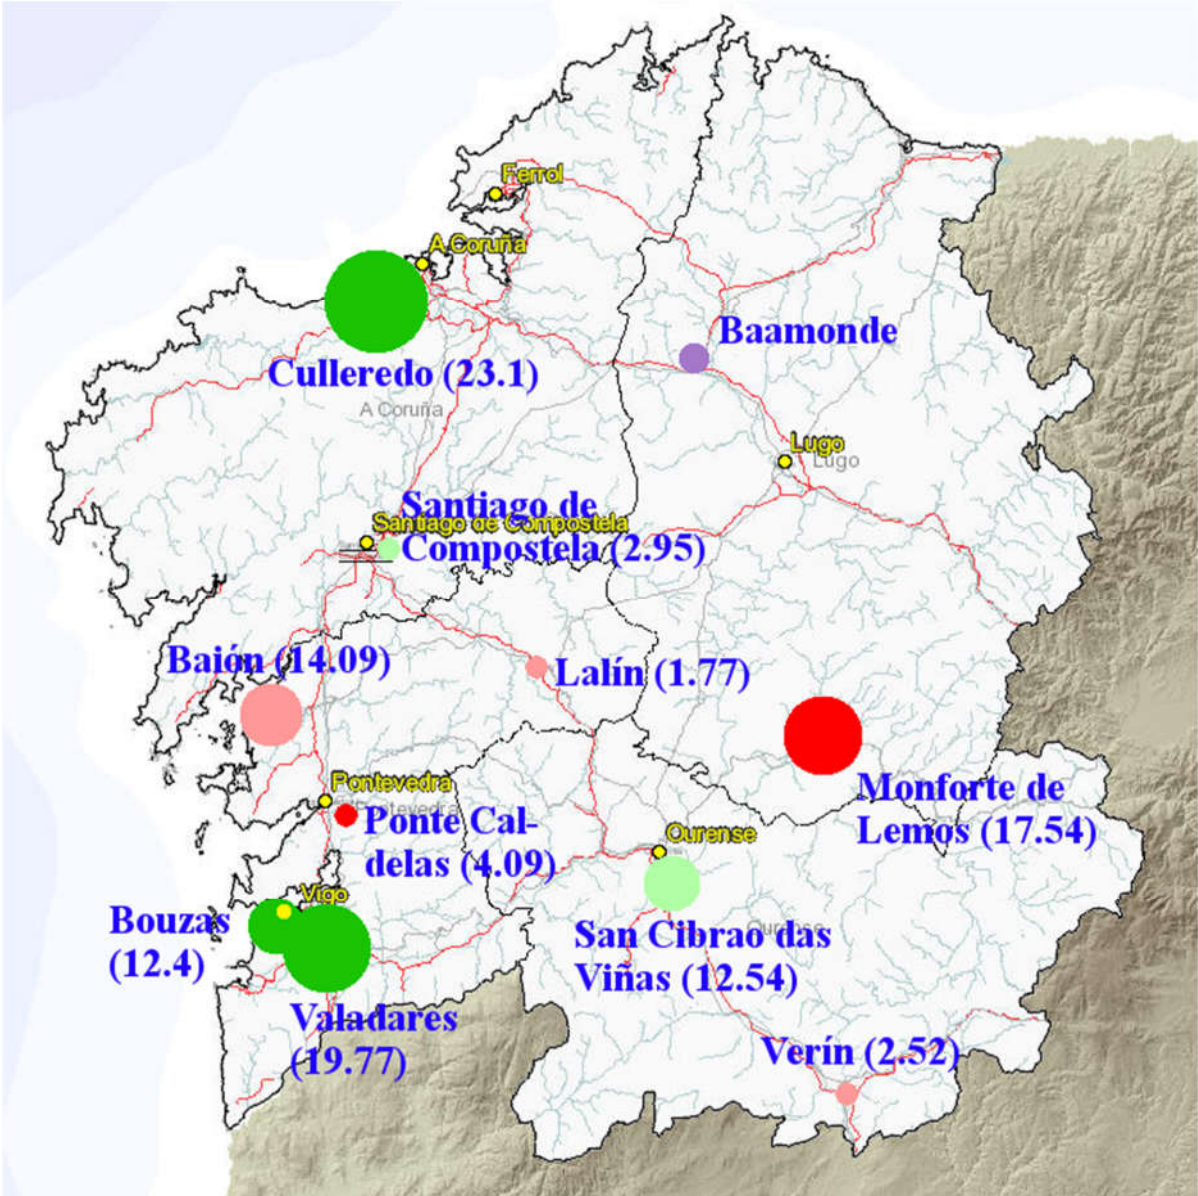 Ferrol
A Coruña
Baamonde
Culleredo (23.1)
A Coruña
Lugo
Lugo
Santiago de
Santiago de Compostela
Compostela (2.95)
Baión (14.09)
Lalín (1.77)
Pontevedra
Pontevedra
Monforte de
Lemos (17.54)
Ponte Cal-
delas (4.09)
Ourense
Vigo
Bouzas
(12.4)
Ourense
San Cibrao das
Viñas (12.54)
Valadares
(19.77)
Verín (2.52)